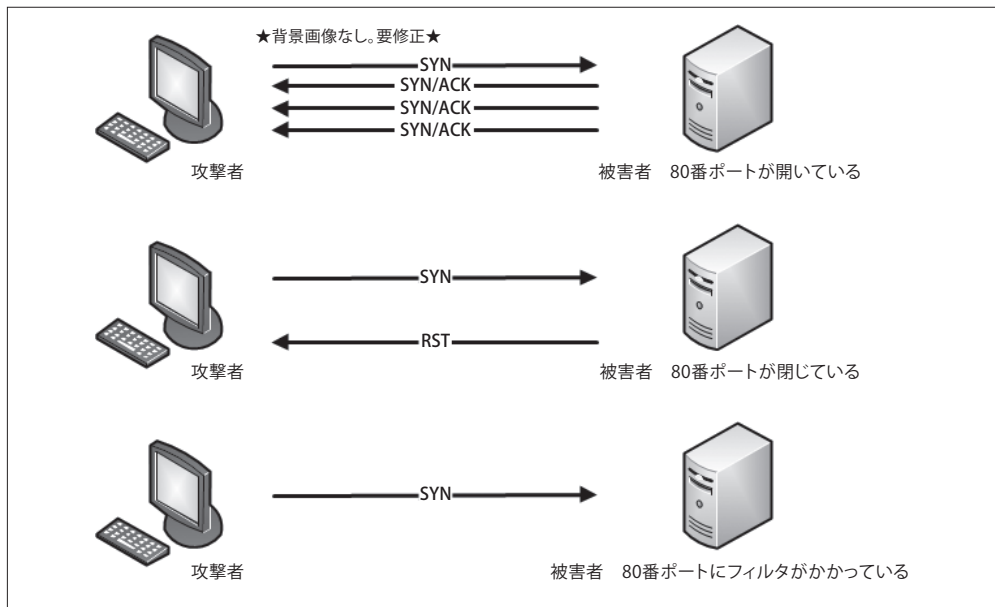 ★背景画像なし。要修正★
SYN
SYN/ACK
SYN/ACK
SYN/ACK
攻撃者
被害者　80番ポートが開いている
SYN
RST
攻撃者
被害者　80番ポートが閉じている
SYN
攻撃者
被害者　80番ポートにフィルタがかかっている